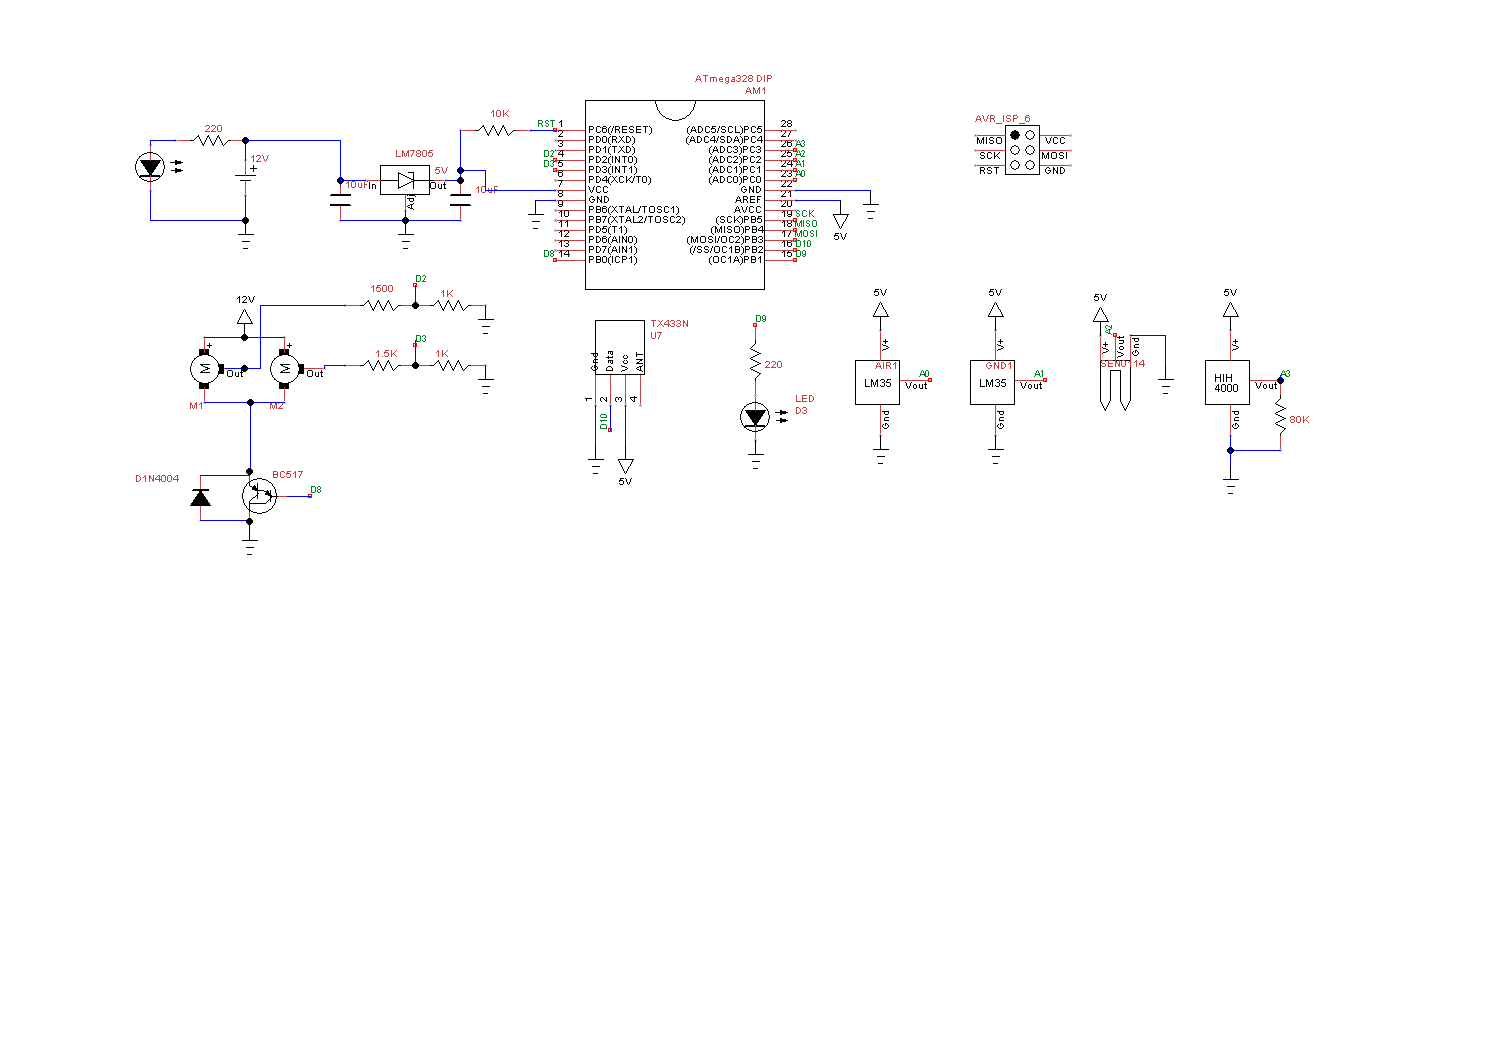 ATmega328 DIP
AM1
220
12V
+
LM7805
10uF
In
5V
Out
Adj
10uF
10K
RST 1
2
3
D2 4
D3 5
6
7
8
9
10
11
12
13
D8 14
PC6(/RESET)
PD0(RXD)
PD1(TXD)
PD2(INT0)
PD3(INT1)
PD4(XCK/T0)
VCC
GND
PB6(XTAL/TOSC1)
PB7(XTAL2/TOSC2)
PD5(T1)
PD6(AIN0)
PD7(AIN1)
PB0(ICP1)
(ADC5/SCL)PC5
(ADC4/SDA)PC4
(ADC3)PC3
(ADC2)PC2
(ADC1)PC1
(ADC0)PC0
GND
AREF
AVCC
(SCK)PB5
(MISO)PB4
(MOSI/OC2)PB3
(/SS/OC1B)PB2
(OC1A)PB1
28
27
26 A3
25 A2
24 A1
23 A0
22
21
20
19 SCK
18 MISO
17 MOSI
16 D10
15 D9
5V
AVR_ISP_6
MISO VCC
SCK MOSI
RST GND
12V
+
+
M
M
Out
Out
M1
M2
1500
D2
1K
1.5K
D3
1K
D1N4004
BC517
D8
TX433N
U7
Gnd
Data
Vcc
ANT
1
2
3
4
D10
5V
D9
220
LED
D3
5V
V+
AIR1
LM35
A0
Vout
Gnd
5V
V+
GND1
LM35
A1
Vout
Gnd
5V
A2
V+
Vout
Gnd
SEN0114
5V
V+
HIH
4000
A3
Vout
Gnd
80K